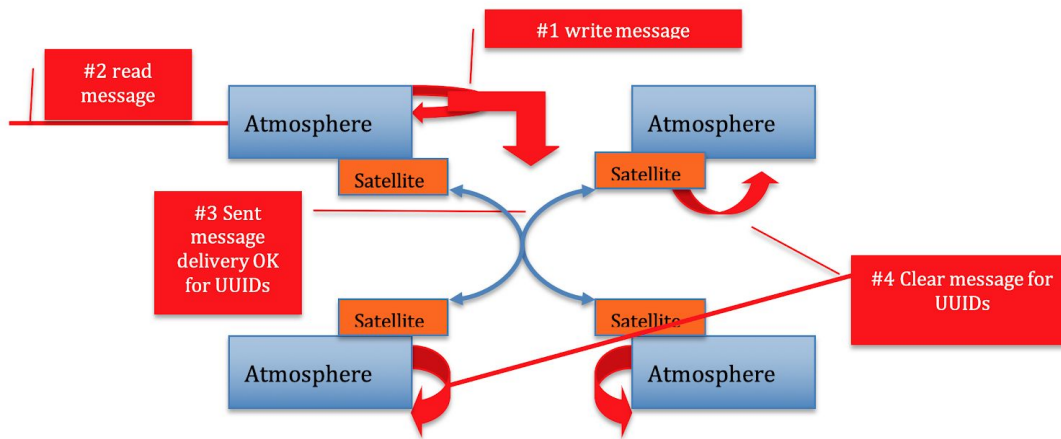 #1 write message
#2 read
message
Atmosphere
Atmosphere
Satellite
Satellite
#3 Sent
message
delivery OK
for UUIDs
#4 Clear message for
UUIDs
Satellite
Satellite
Atmosphere
Atmosphere